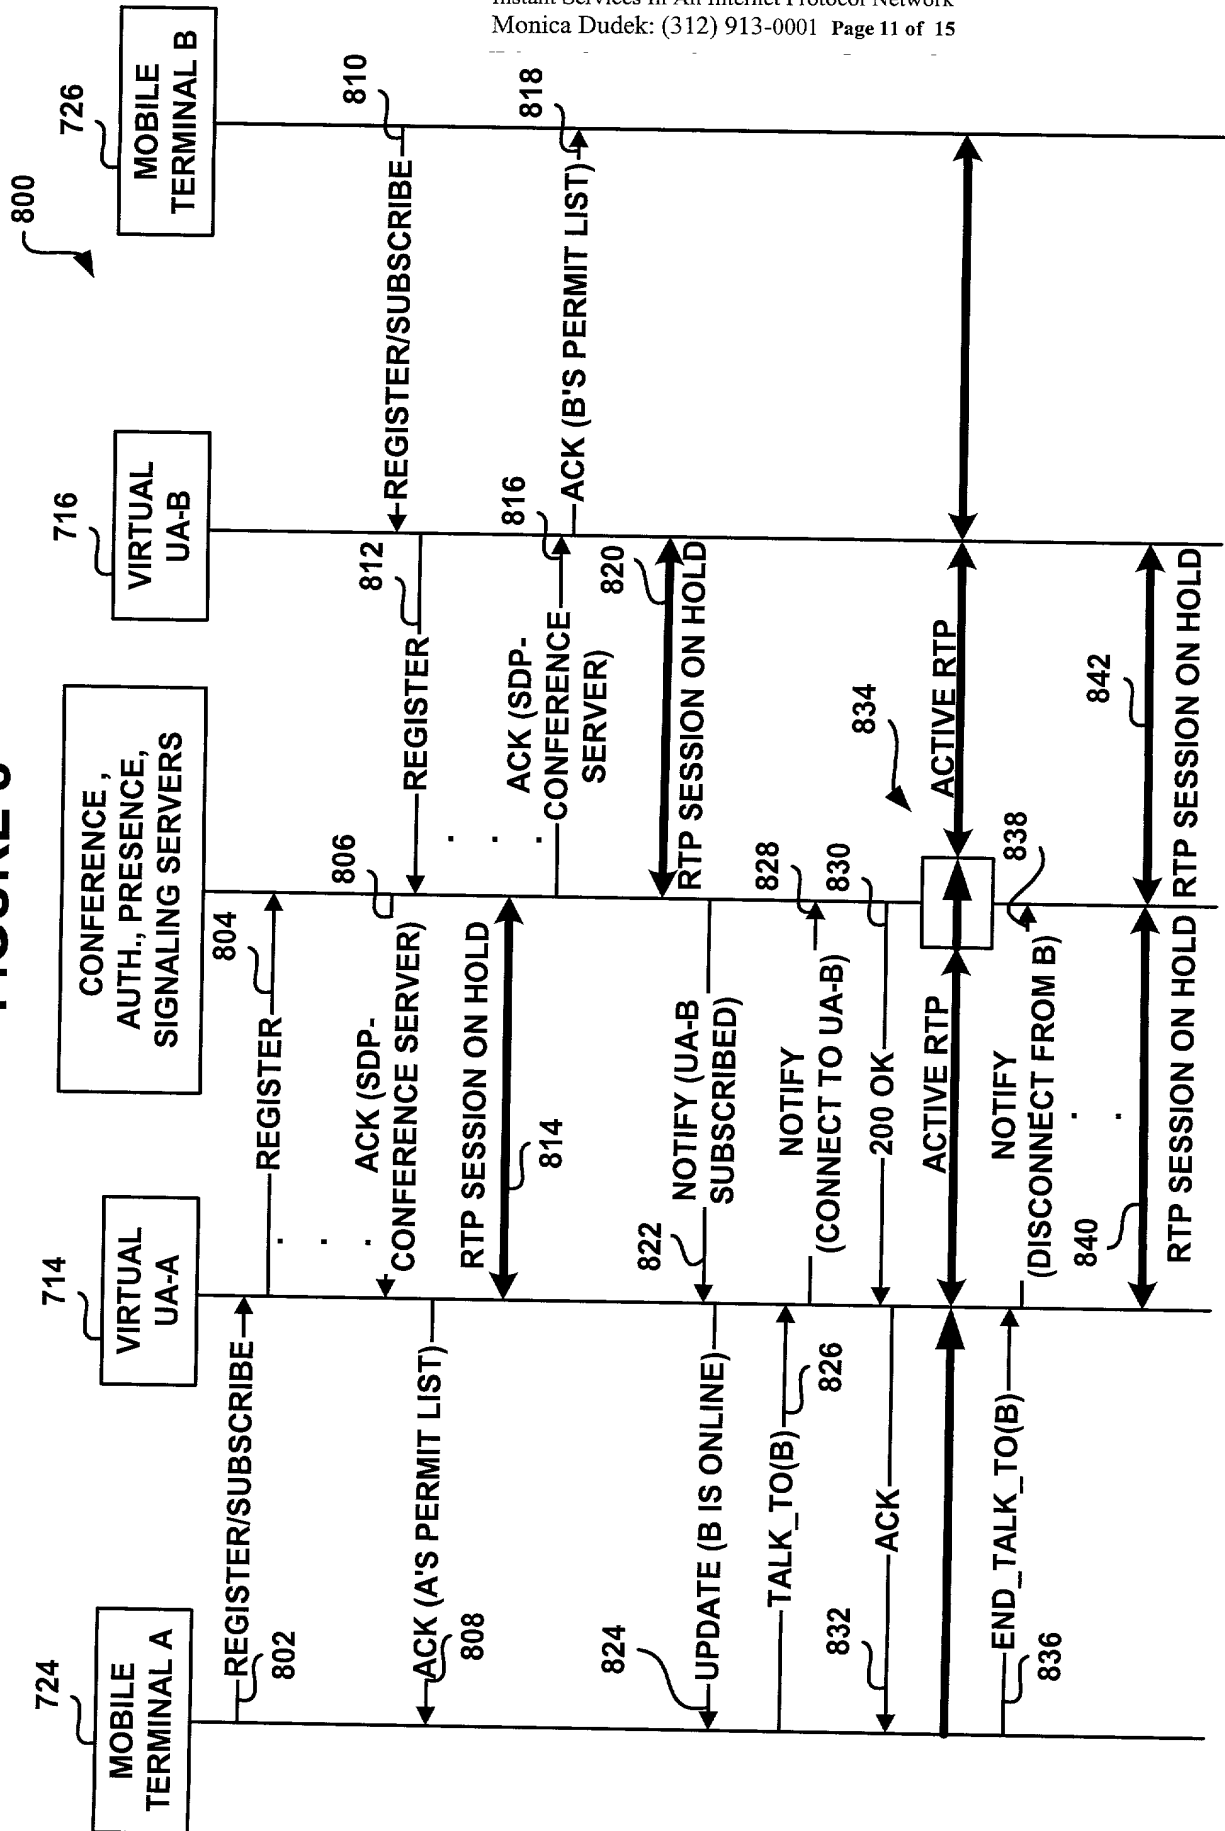 Instant Services In An Internet Protocol Network
Monica Dudek: (312) 913-0001 Page 11 of 15
800
724
MOBILE
TERMINAL A
714
VIRTUAL
UA-A
CONFERENCE ,
AUTH., PRESENCE,
SIGNALING SERVERS
716
VIRTUAL
UA-B
726
MOBILE
TERMINAL B
REGISTER/SUBSCRIBE
802
REGISTER
804
ACK (SDP-
CONFERENCE SERVER)
806
ACK (A'S PERMIT LIST)
808
REGISTER/SUBSCRIBE
810
REGISTER
812
RTP SESSION ON HOLD
814
ACK (SDP-
CONFERENCE
SERVER)
816
ACK (B'S PERMIT LIST)
818
820
RTP SESSION ON HOLD
NOTIFY (UA-B
SUBSCRIBED)
822
UPDATE (B IS ONLINE)
824
TALK_TO(B)
826
NOTIFY
(CONNECT TO UA-B)
828
200 OK
830
ACK
832
ACTIVE RTP
ACTIVE RTP
834
END_TALK_TO(B)
836
NOTIFY
(DISCONNECT FROM B)
838
840
RTP SESSION ON HOLD
842
RTP SESSION ON HOLD